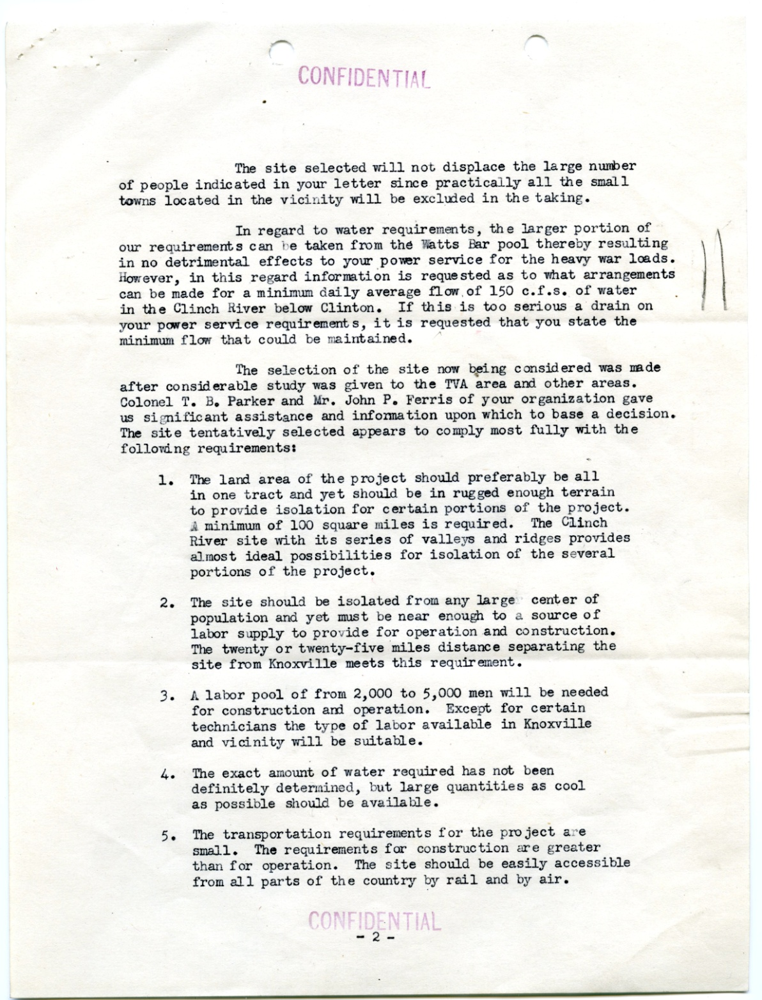 CONFIDENTIAL
The site selected will not displace the large number
of people indicated in your letter since practically all the small
towns located in the vicinity will be excluded in the taking.
In regard to water requirements, the larger portion of
our requirements can be taken from the Watts Bar pool thereby resulting
in no detrimental effects to your power service for the heavy war loads.
However, in this regard information is requested as to what arrangements
can be made for a minimum daily average flow of 150 c.f.s. of water
in the Clinch River below Clinton. If this is too serious a drain on
your power service requirements, it is requested that you state the
minimum flow that could be maintained.
The selection of the site now being considered was made
after considerable study was given to the TVA area and other areas.
Colonel T. B. Parker and Mr. John P. Ferris of your organization gave
us significant assistance and information upon which to base a decision.
The site tentatively selected appears to comply most fully with the
following requirements:
1. The land area of the project should preferably be all
in one tract and yet should be in rugged enough terrain
to provide isolation for certain portions of the project.
A minimum of 100 square miles is required. The Clinch
River site with its series of valleys and ridges provides
almost ideal possibilities for isolation of the several
portions of the project.
2. The site should be isolated from any large center of
population and yet must be near enough to a source of
labor supply to provide for operation and construction.
The twenty or twenty-five miles distance separating the
site from Knoxville meets this requirement.
3. A labor pool of from 2,000 to 5,000 men will be needed
for construction and operation. Except for certain
technicians the type of labor available in Knoxville
and vicinity will be suitable.
4. The exact amount of water required has not been
definitely determined, but large quantities as cool
as possible should be available.
5. The transportation requirements for the project are
small. The requirements for construction are greater
than for operation. The site should be easily accessible
from all parts of the country by rail and by air.
CONFIDENTIAL
- 2 -